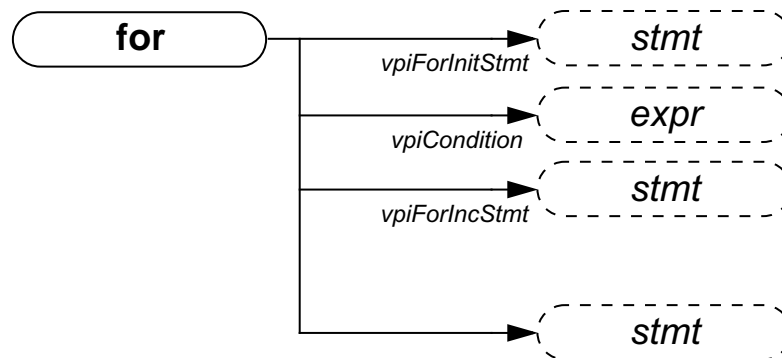 for
stmt
vpiForInitStmt
expr
vpiCondition
stmt
vpiForIncStmt
stmt